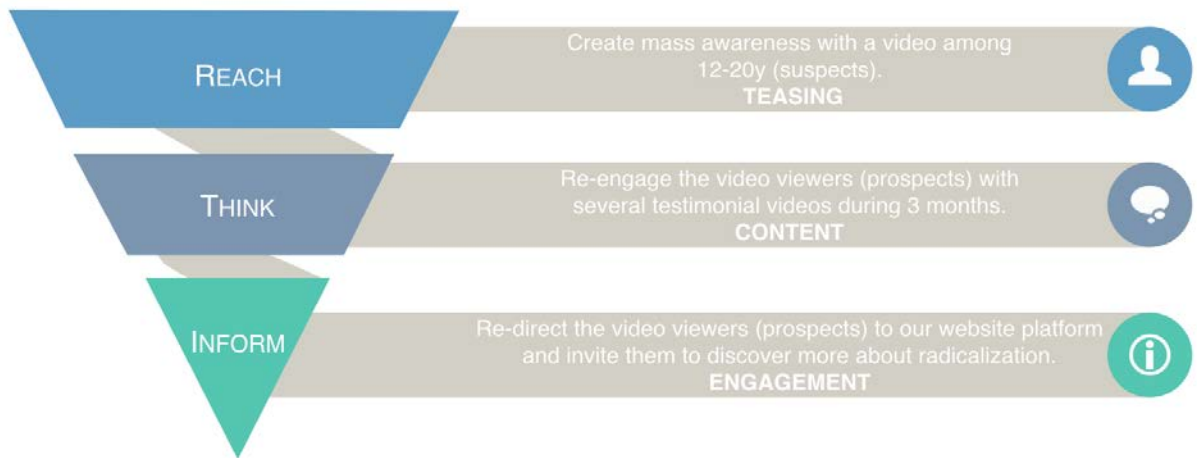 REACH
Create mass awareness with a video among
12-20y (suspects).
TEASING
THINK
Re-engage the video viewers (prospects) with
several testimonial videos during 3 months.
CONTENT
INFORM
Re-direct the video viewers (prospects) to our website platform
and invite them to discover more about radicalization.
ENGAGEMENT